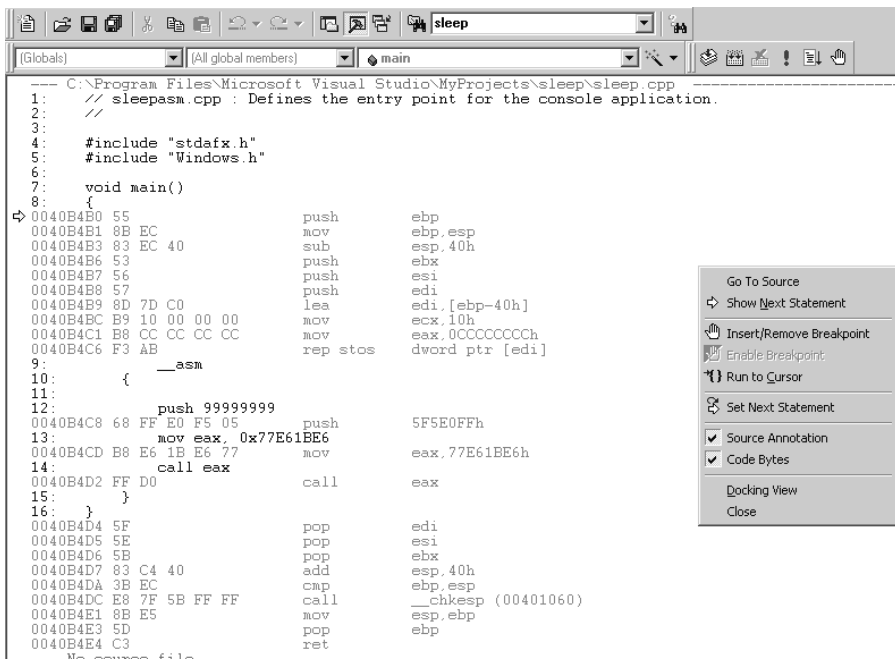 sleep
(Globals) (All global members) main
--- C:\Program Files\Microsoft Visual Studio\MyProjects\sleep\sleep.cpp ---
1: // sleepasm.cpp : Defines the entry point for the console application.
2: //
3:
4: #include "stdafx.h"
5: #include "Windows.h"
6:
7: void main()
8: {
0040B4B0 55 push ebp
0040B4B1 8B EC mov ebp,esp
0040B4B3 83 EC 40 sub esp,40h
0040B4B6 53 push ebx
0040B4B7 56 push esi
0040B4B8 57 push edi
0040B4B9 8D 7D C0 lea edi,[ebp-40h]
0040B4BC B9 10 00 00 00 mov ecx,10h
0040B4C1 B8 CC CC CC CC mov eax,0CCCCCCCCh
0040B4C6 F3 AB rep stos dword ptr [edi]
9: __asm
10: {
11:
12: push 99999999
0040B4C8 68 FF E0 F5 05 push 5F5E0FFh
13: mov eax, 0x77E61BE6
0040B4CD B8 E6 1B E6 77 mov eax,77E61BE6h
14: call eax
0040B4D2 FF D0 call eax
15: }
16: }
0040B4D4 5F pop edi
0040B4D5 5E pop esi
0040B4D6 5B pop ebx
0040B4D7 83 C4 40 add esp,40h
0040B4DA 3B EC cmp ebp,esp
0040B4DC E8 7F 5B FF FF call __chkesp (00401060)
0040B4E1 8B E5 mov esp,ebp
0040B4E3 5D pop ebp
0040B4E4 C3 ret
No source file
Go To Source
Show Next Statement
Insert/Remove Breakpoint
Enable Breakpoint
Run to Cursor
Set Next Statement
Source Annotation
Code Bytes
Docking View
Close